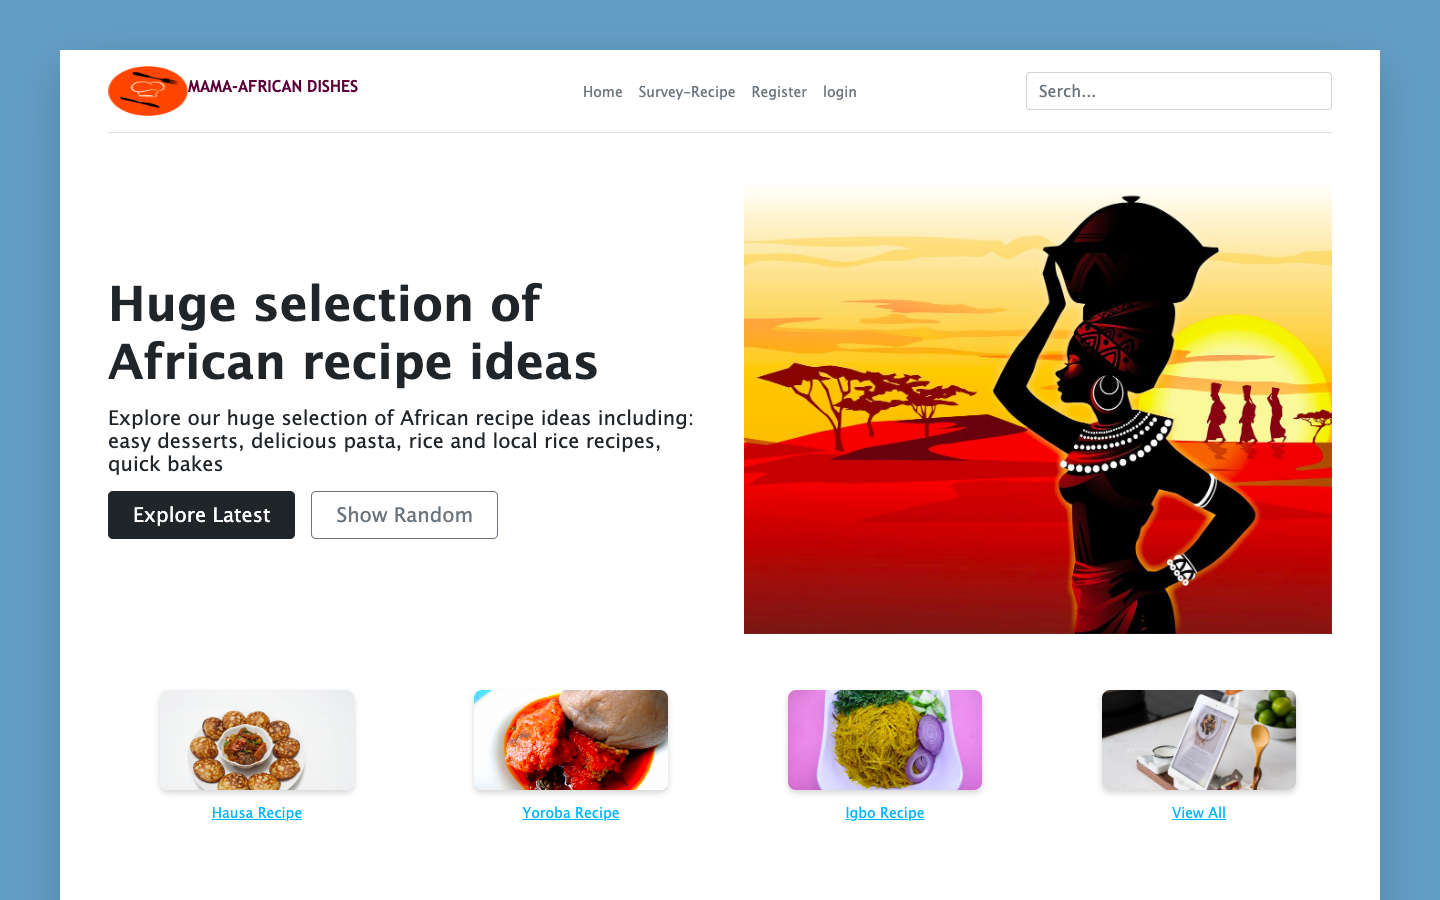 MAMA-AFRICAN DISHES
Home Survey-Recipe Register login
Serch...
Huge selection of
African recipe ideas
Explore our huge selection of African recipe ideas including:
easy desserts, delicious pasta, rice and local rice recipes,
quick bakes
Explore Latest Show Random
Hausa Recipe Yoroba Recipe Igbo Recipe View All